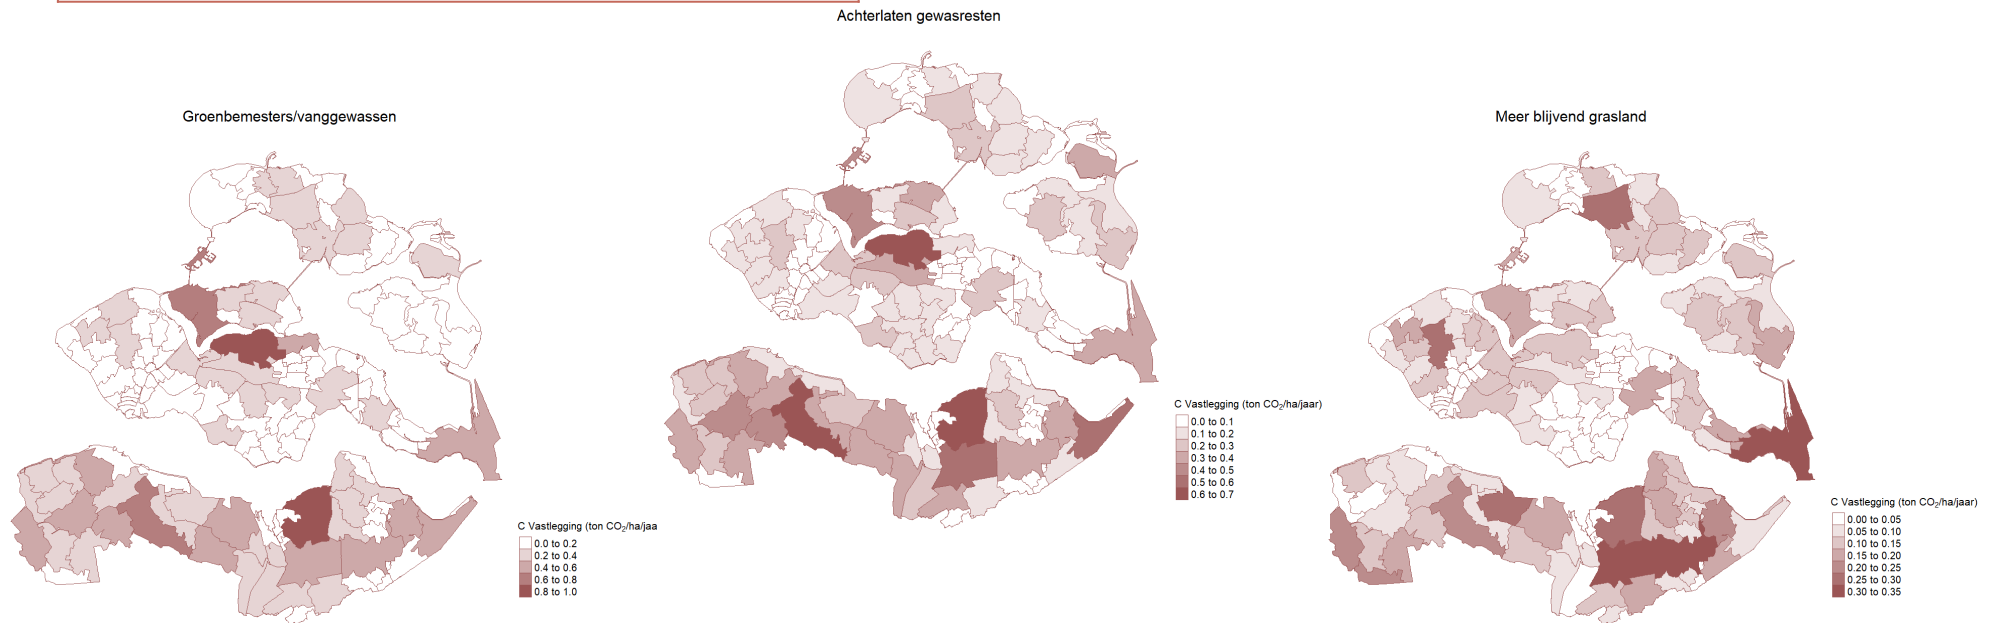 Achterlaten gewasresten
Groenbemesters/vanggewassen
Meer blijvend grasland
C Vastlegging (ton CO₂/ha/jaa
0.0 to 0.2
0.2 to 0.4
0.4 to 0.6
0.6 to 0.8
0.8 to 1.0
C Vastlegging (ton CO₂/ha/jaar)
0.0 to 0.1
0.1 to 0.2
0.2 to 0.3
0.3 to 0.4
0.4 to 0.5
0.5 to 0.6
0.6 to 0.7
C Vastlegging (ton CO₂/ha/jaar)
0.00 to 0.05
0.05 to 0.10
0.10 to 0.15
0.15 to 0.20
0.20 to 0.25
0.25 to 0.30
0.30 to 0.35